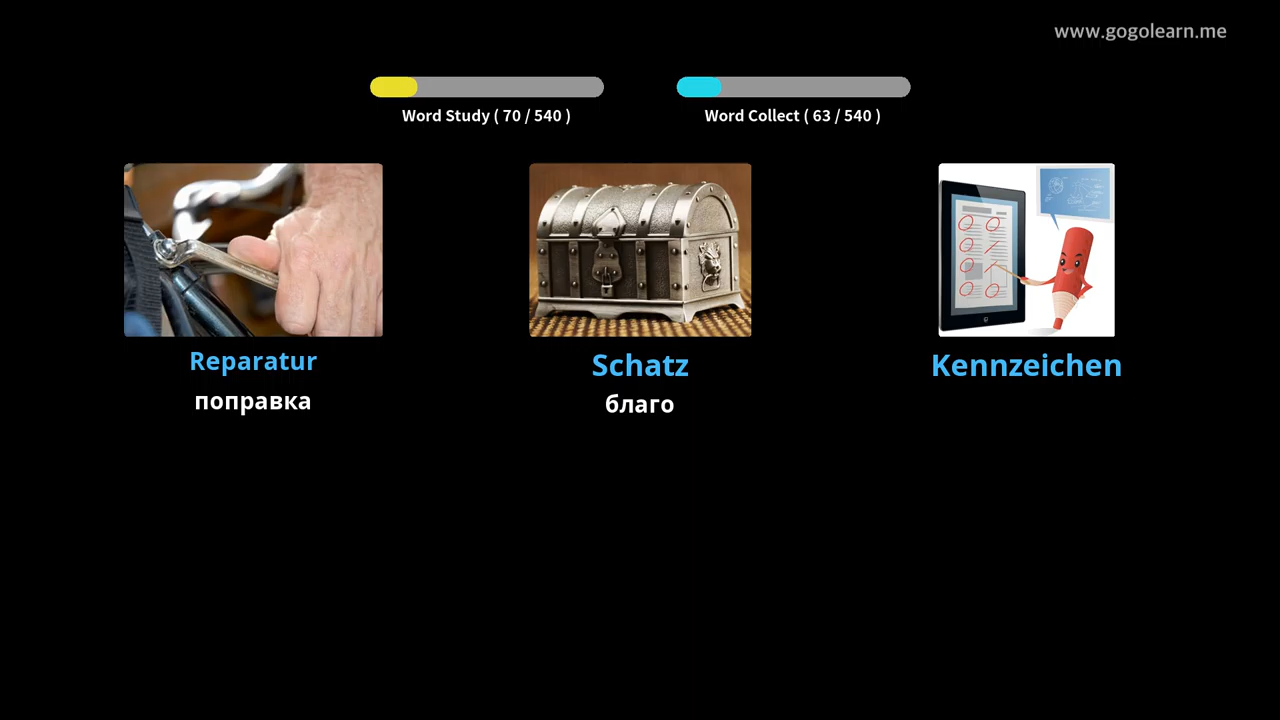 www.gogolearn.me
Word Study ( 70 / 540 )
Word Collect ( 63 / 540 )
Reparatur
поправка
Schatz
благо
Kennzeichen